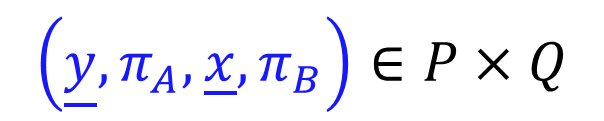 (y, π_A, x, π_B) ∈ P × Q